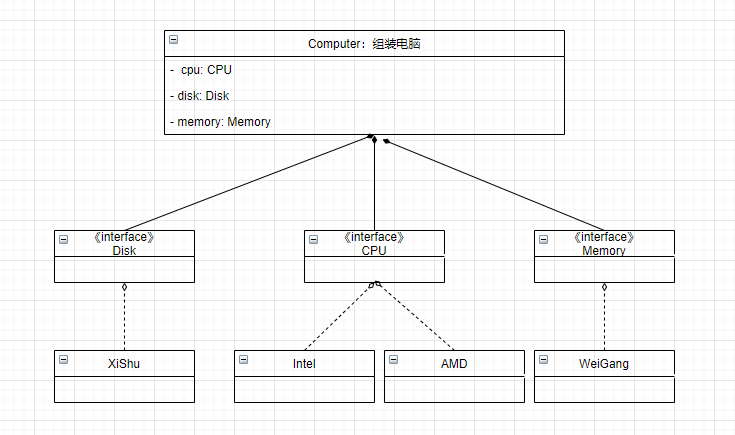 Computer：组装电脑
- cpu: CPU
- disk: Disk
- memory: Memory
《interface》
Disk
《interface》
CPU
《interface》
Memory
XiShu
Intel
AMD
WeiGang